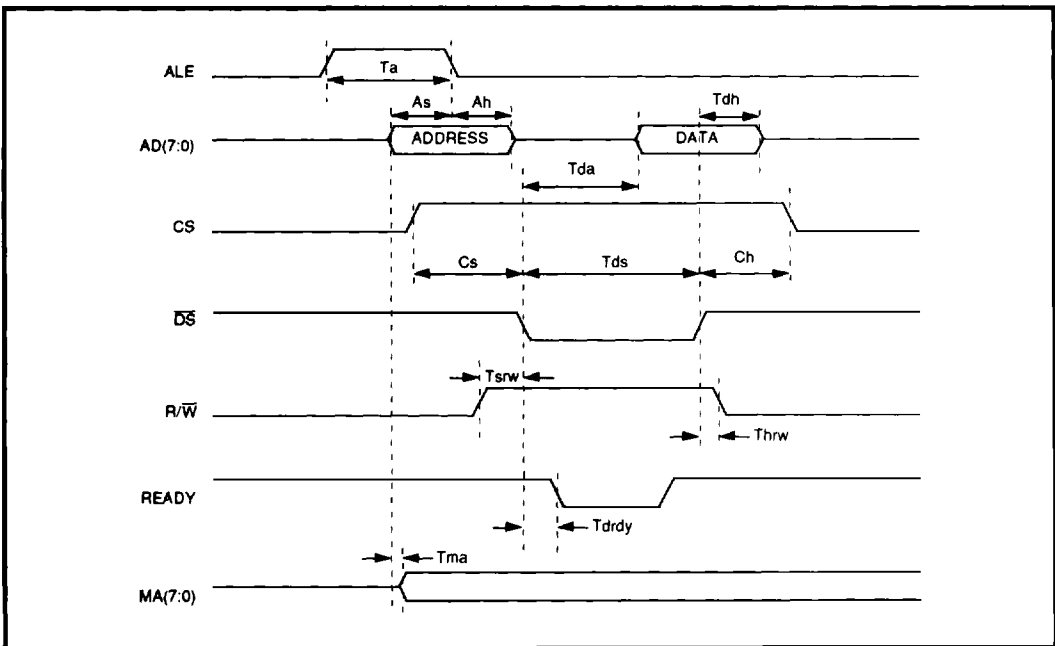 ALE
Ta
As Ah Tdh
AD(7:0) ADDRESS DATA
Tda
CS
Cs Tds Ch
D̅S̅
Tsrw
R/W̅
Thrw
READY
Tdrdy
Tma
MA(7:0)